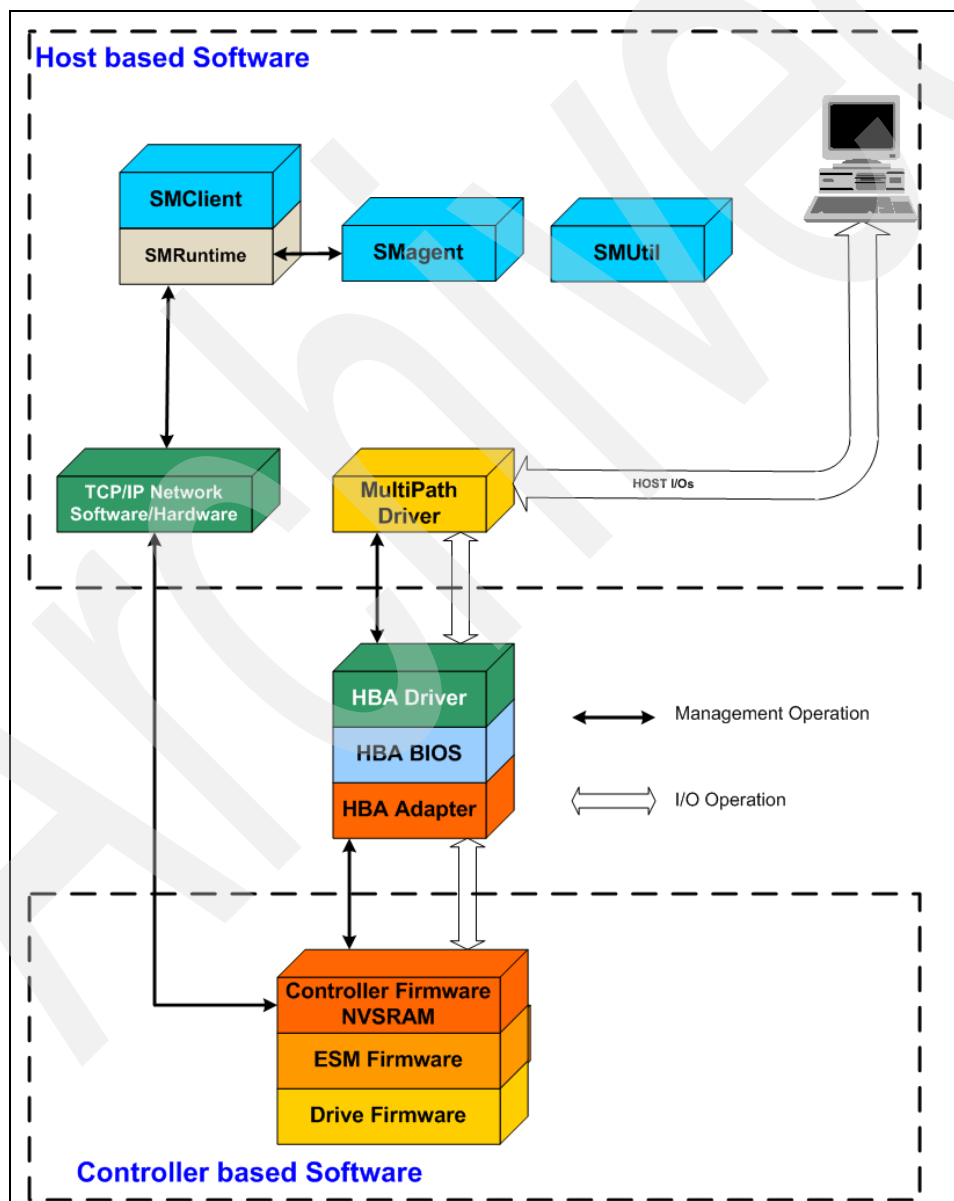 Host based Software
SMClient
SMRuntime
SMagent
SMUtil
TCP/IP Network
Software/Hardware
MultiPath
Driver
HOST I/Os
HBA Driver
HBA BIOS
HBA Adapter
Management Operation
I/O Operation
Controller Firmware
NVSRAM
ESM Firmware
Drive Firmware
Controller based Software
Archive